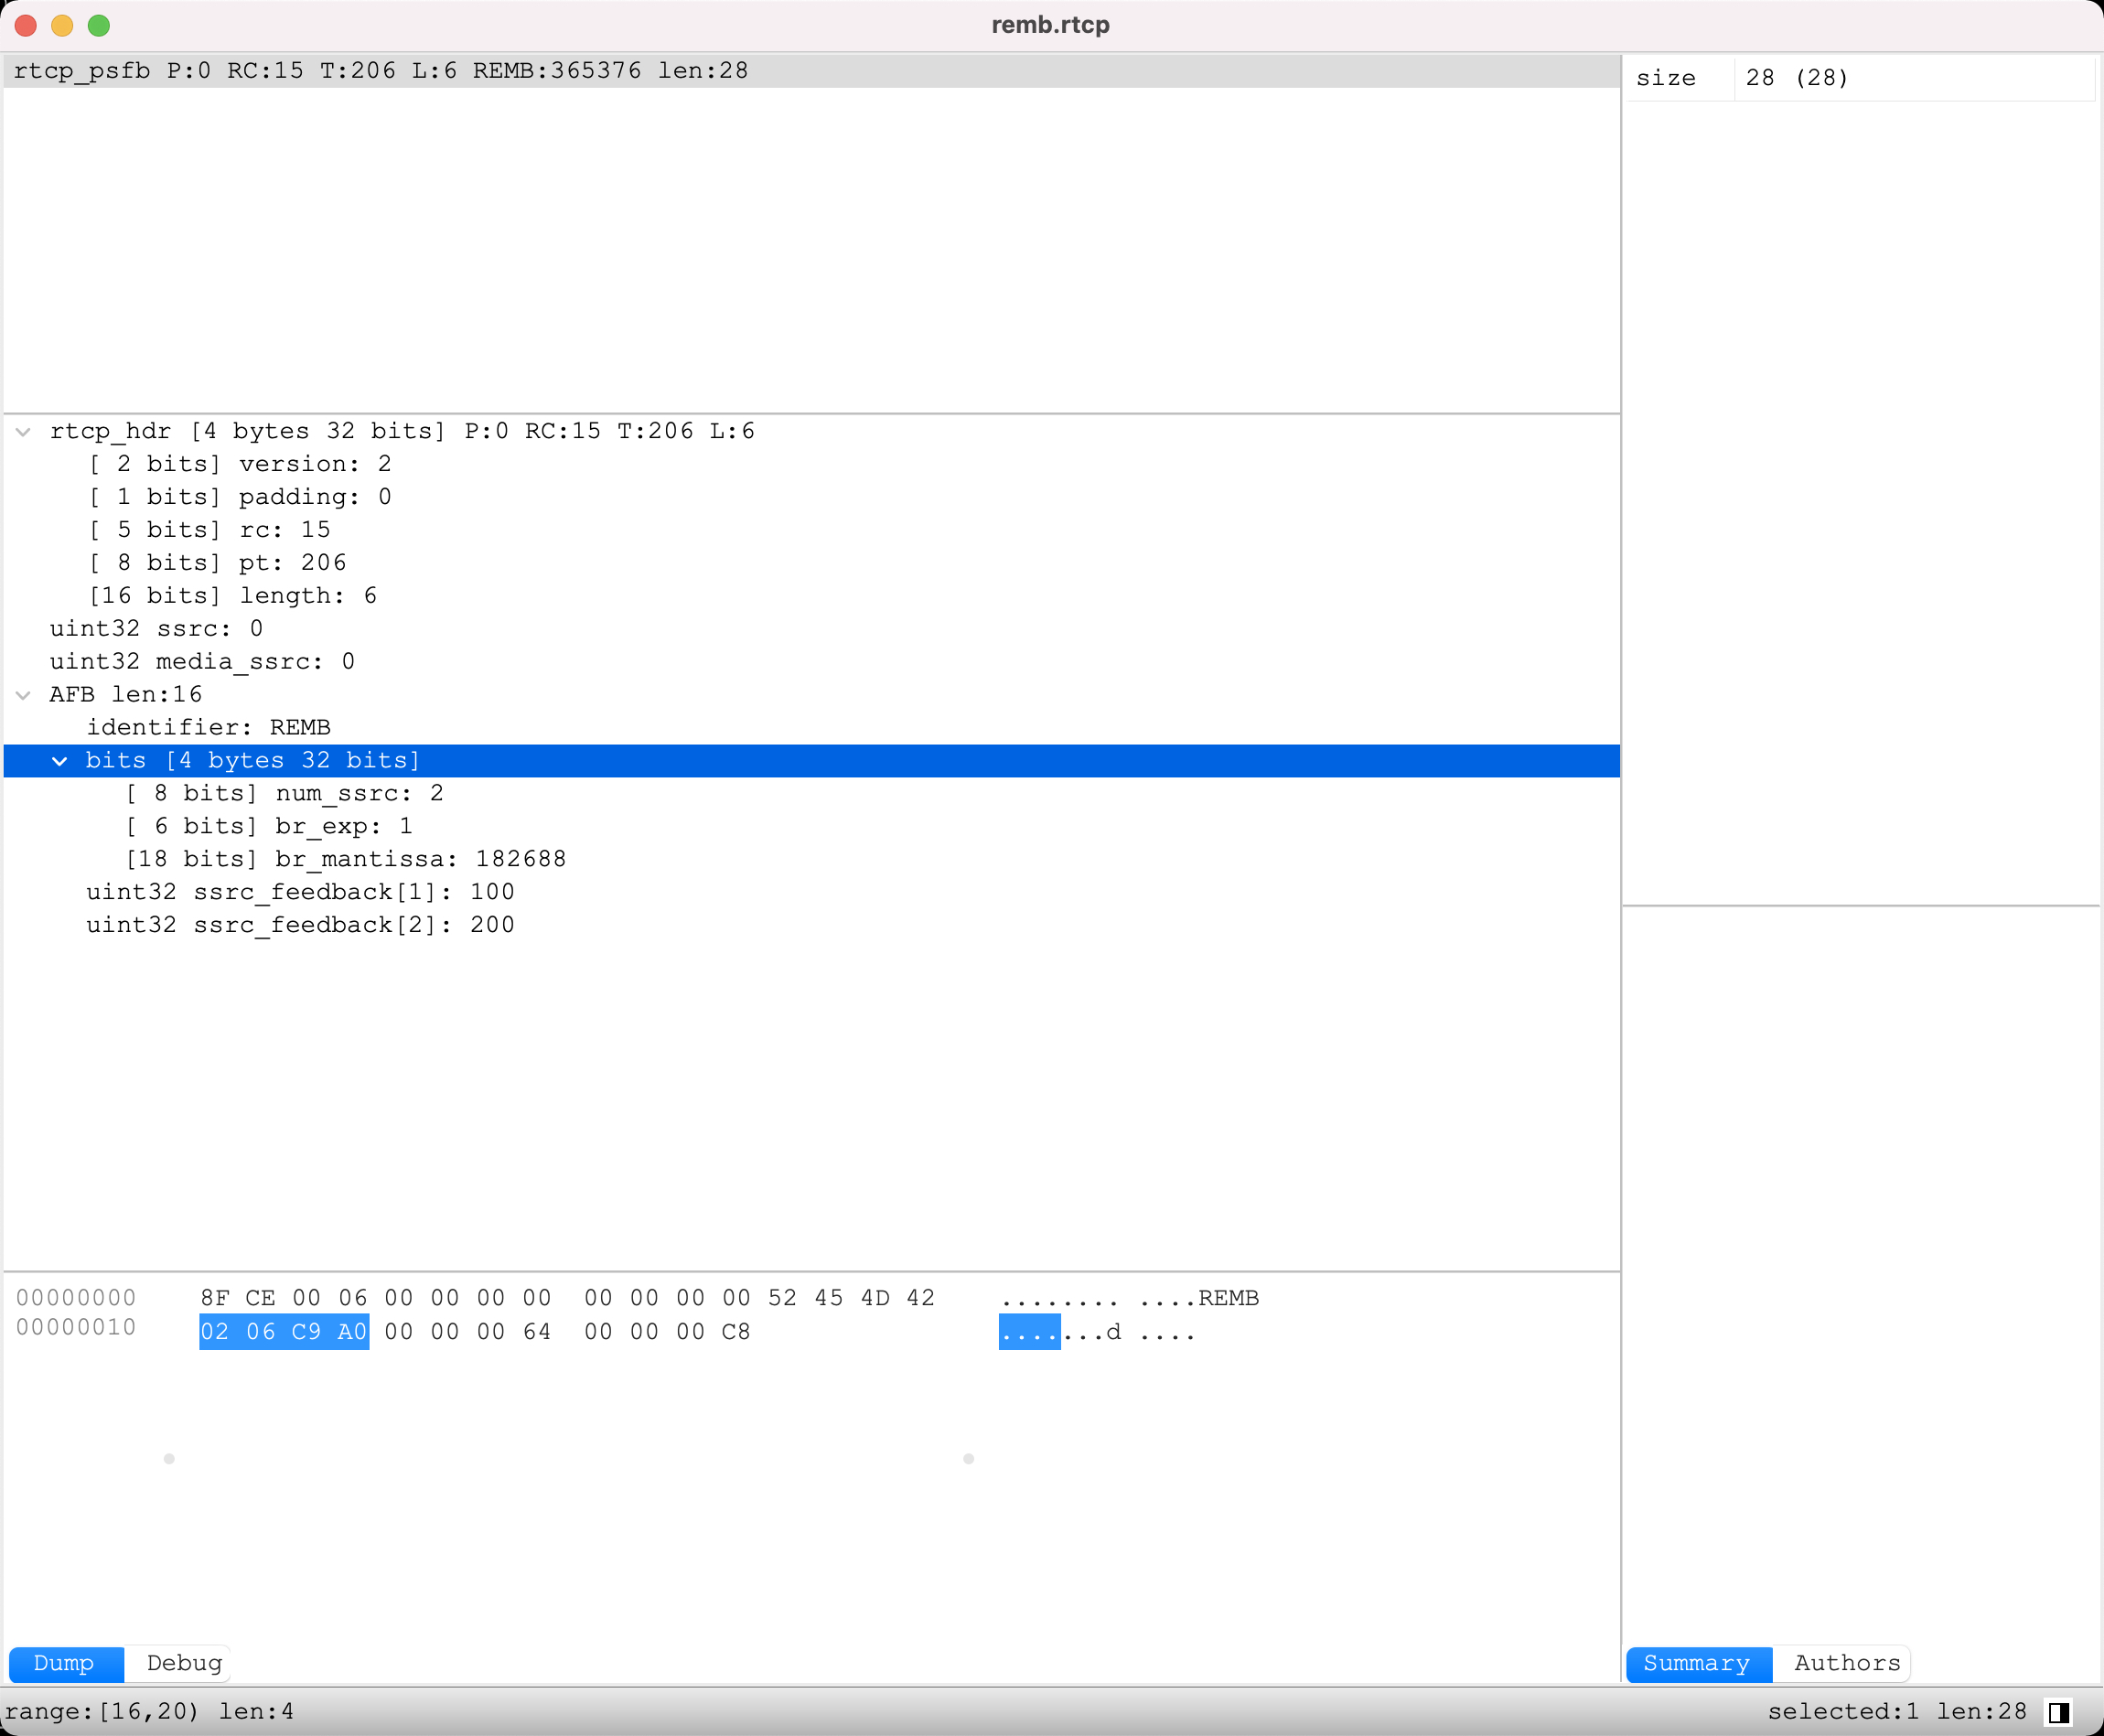 remb.rtcp
rtcp_psfb P:0 RC:15 T:206 L:6 REMB:365376 len:28
size 28 (28)
rtcp_hdr [4 bytes 32 bits] P:0 RC:15 T:206 L:6
[ 2 bits] version: 2
[ 1 bits] padding: 0
[ 5 bits] rc: 15
[ 8 bits] pt: 206
[16 bits] length: 6
uint32 ssrc: 0
uint32 media_ssrc: 0
AFB len:16
identifier: REMB
bits [4 bytes 32 bits]
[ 8 bits] num_ssrc: 2
[ 6 bits] br_exp: 1
[18 bits] br_mantissa: 182688
uint32 ssrc_feedback[1]: 100
uint32 ssrc_feedback[2]: 200
00000000 8F CE 00 06 00 00 00 00 00 00 00 00 52 45 4D 42 ........ ....REMB
00000010 02 06 C9 A0 00 00 00 64 00 00 00 C8 .......d ....
Dump Debug
Summary Authors
range:[16,20) len:4
selected:1 len:28